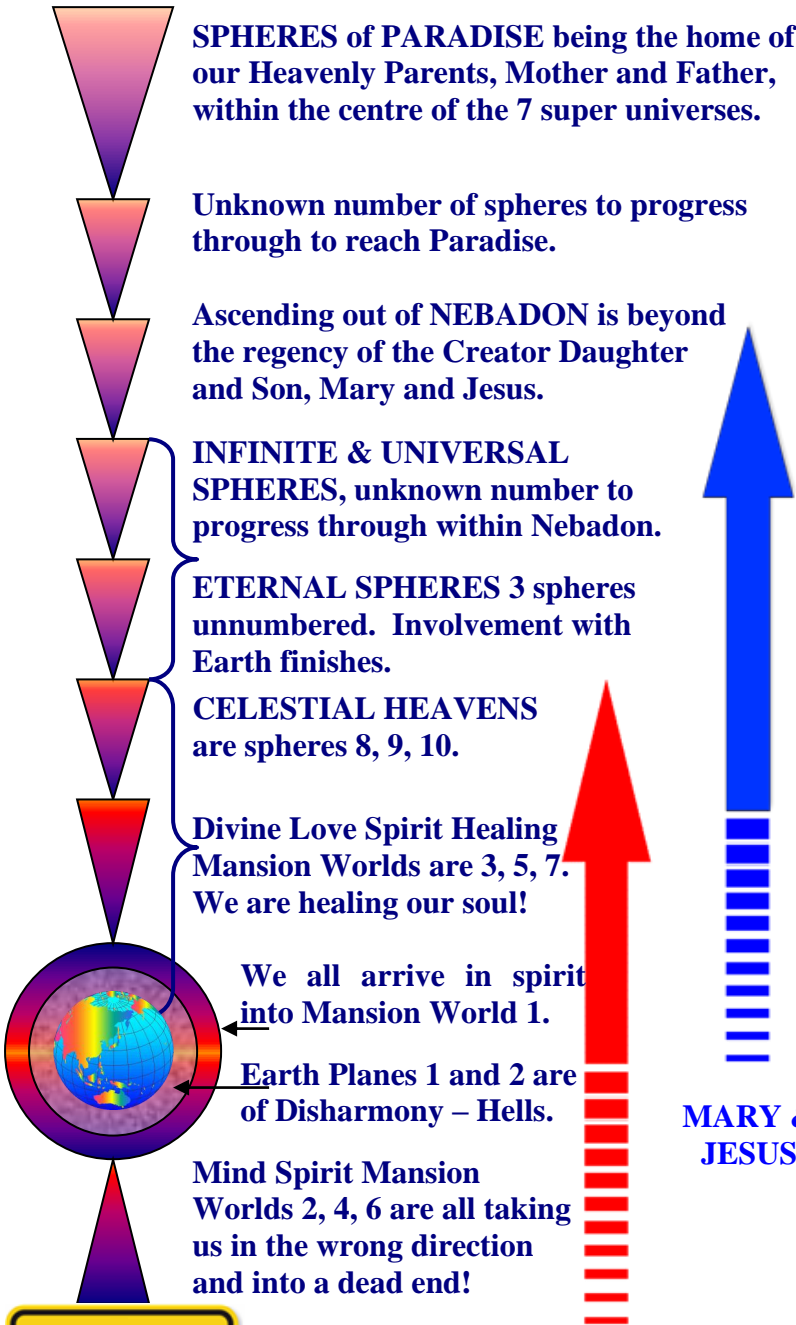 SPHERES of PARADISE being the home of
our Heavenly Parents, Mother and Father,
within the centre of the 7 super universes.
Unknown number of spheres to progress
through to reach Paradise.
Ascending out of NEBADON is beyond
the regency of the Creator Daughter
and Son, Mary and Jesus.
INFINITE & UNIVERSAL
SPHERES, unknown number to
progress through within Nebadon.
ETERNAL SPHERES 3 spheres
unnumbered. Involvement with
Earth finishes.
CELESTIAL HEAVENS
are spheres 8, 9, 10.
Divine Love Spirit Healing
Mansion Worlds are 3, 5, 7.
We are healing our soul!
We all arrive in spirit
into Mansion World 1.
Earth Planes 1 and 2 are
of Disharmony – Hells.
Mind Spirit Mansion
Worlds 2, 4, 6 are all taking
us in the wrong direction
and into a dead end!
MARY &
JESUS